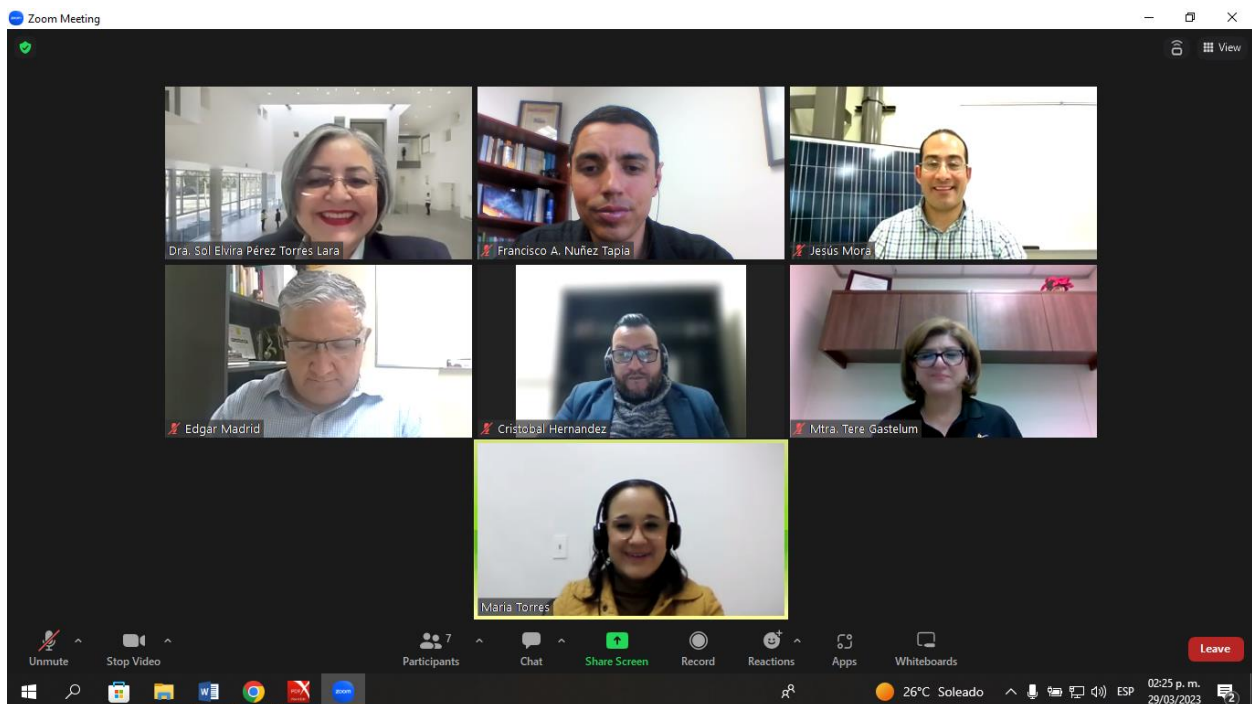 Zoom Meeting
View
Dra. Sol Elvira Pérez Torres Lara
Francisco A. Nuñez Tapia
Jesús Mora
Edgar Madrid
Cristobal Hernandez
Mtra. Tere Gastelum
Maria Torres
Unmute
Stop Video
7
Participants
Chat
Share Screen
Record
Reactions
Apps
Whiteboards
Leave
zoom
26°C Soleado
ESP
02:25 p. m.
29/03/2023
2